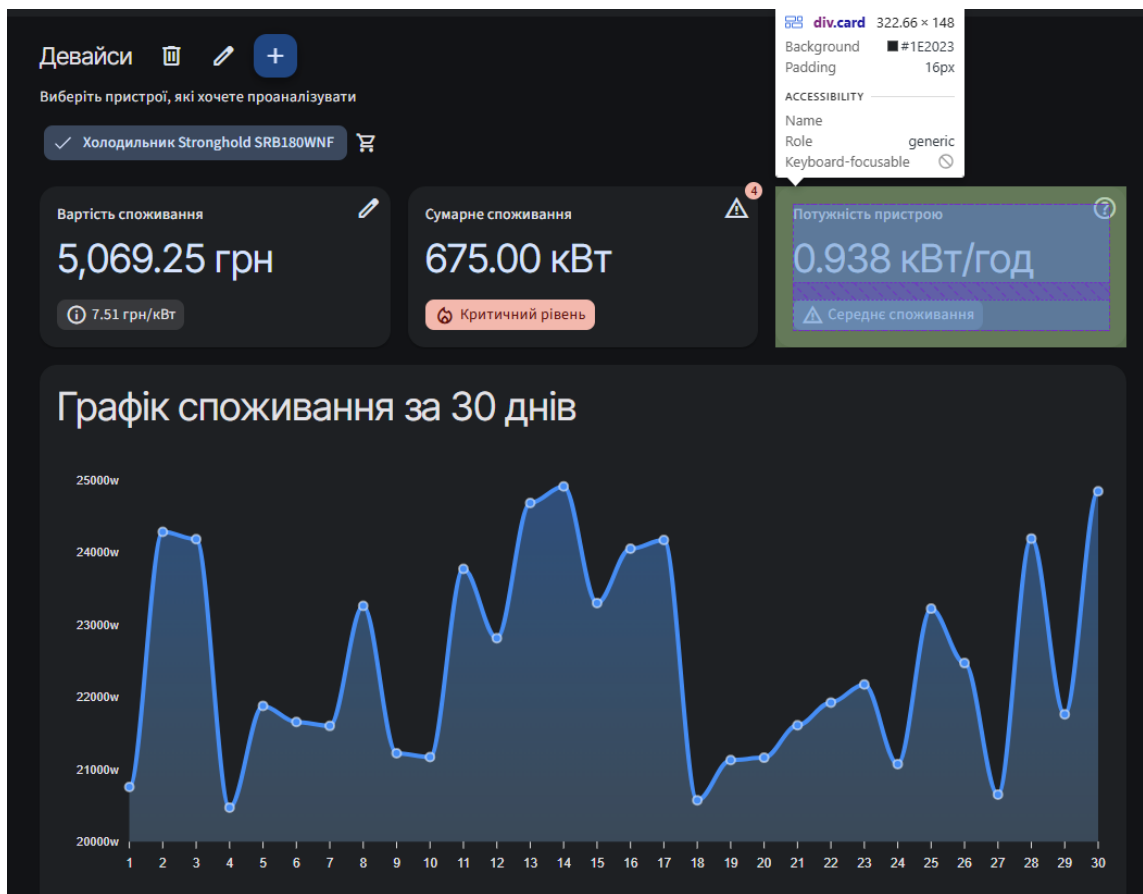 Девайси
+
Виберіть пристрої, які хочете проаналізувати
Холодильник Stronghold SRB180WNF
div.card 322.66 × 148
Background #1E2023
Padding 16px
ACCESSIBILITY
Name
Role generic
Keyboard-focusable
Вартість споживання
5,069.25 грн
7.51 грн/кВт
Сумарне споживання
4
675.00 кВт
Критичний рівень
Потужність пристрою
0.938 кВт/год
Середнє споживання
Графік споживання за 30 днів
25000w
24000w
23000w
22000w
21000w
20000w
1 2 3 4 5 6 7 8 9 10 11 12 13 14 15 16 17 18 19 20 21 22 23 24 25 26 27 28 29 30